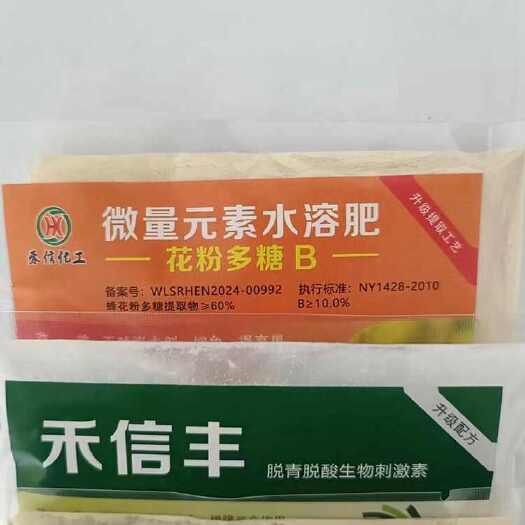 升级提取工艺
微量元素水溶肥
禾信化工
花粉多糖B
备案号：WLSRHEN2024-00992 执行标准：NY1428-2010
蜂花粉多糖提取物≥60% B≥10.0%
升级配方
禾信丰
脱青脱酸生物刺激素